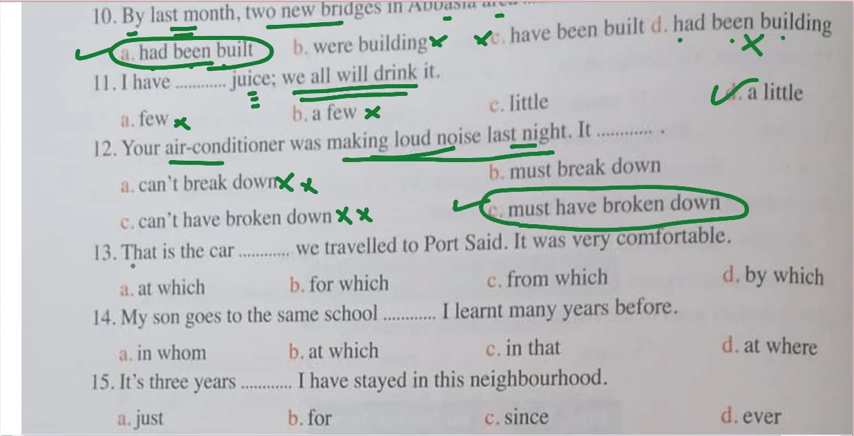 10. By last month, two new bridges in Abbasia area
a. had been built b. were building c. have been built d. had been building
11. I have ............ juice; we all will drink it.
a. few b. a few c. little d. a little
12. Your air-conditioner was making loud noise last night. It ............ .
a. can't break down b. must break down
c. can't have broken down c. must have broken down
13. That is the car ............ we travelled to Port Said. It was very comfortable.
a. at which b. for which c. from which d. by which
14. My son goes to the same school ............ I learnt many years before.
a. in whom b. at which c. in that d. at where
15. It's three years ............ I have stayed in this neighbourhood.
a. just b. for c. since d. ever